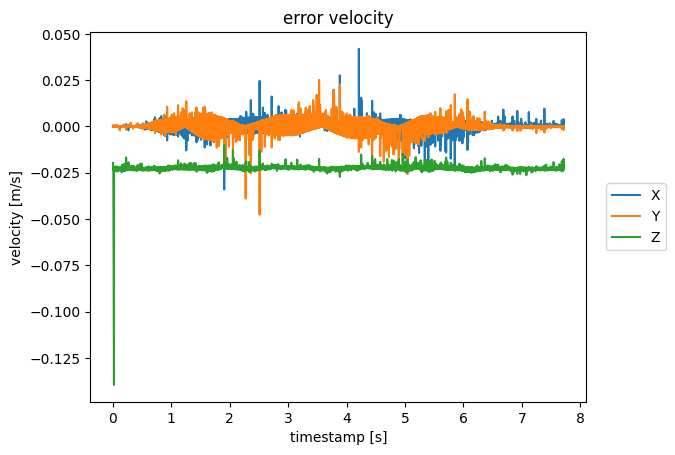 error velocity
velocity [m/s]
0.050
0.025
0.000
−0.025
−0.050
−0.075
−0.100
−0.125
0 1 2 3 4 5 6 7 8
timestamp [s]
X
Y
Z